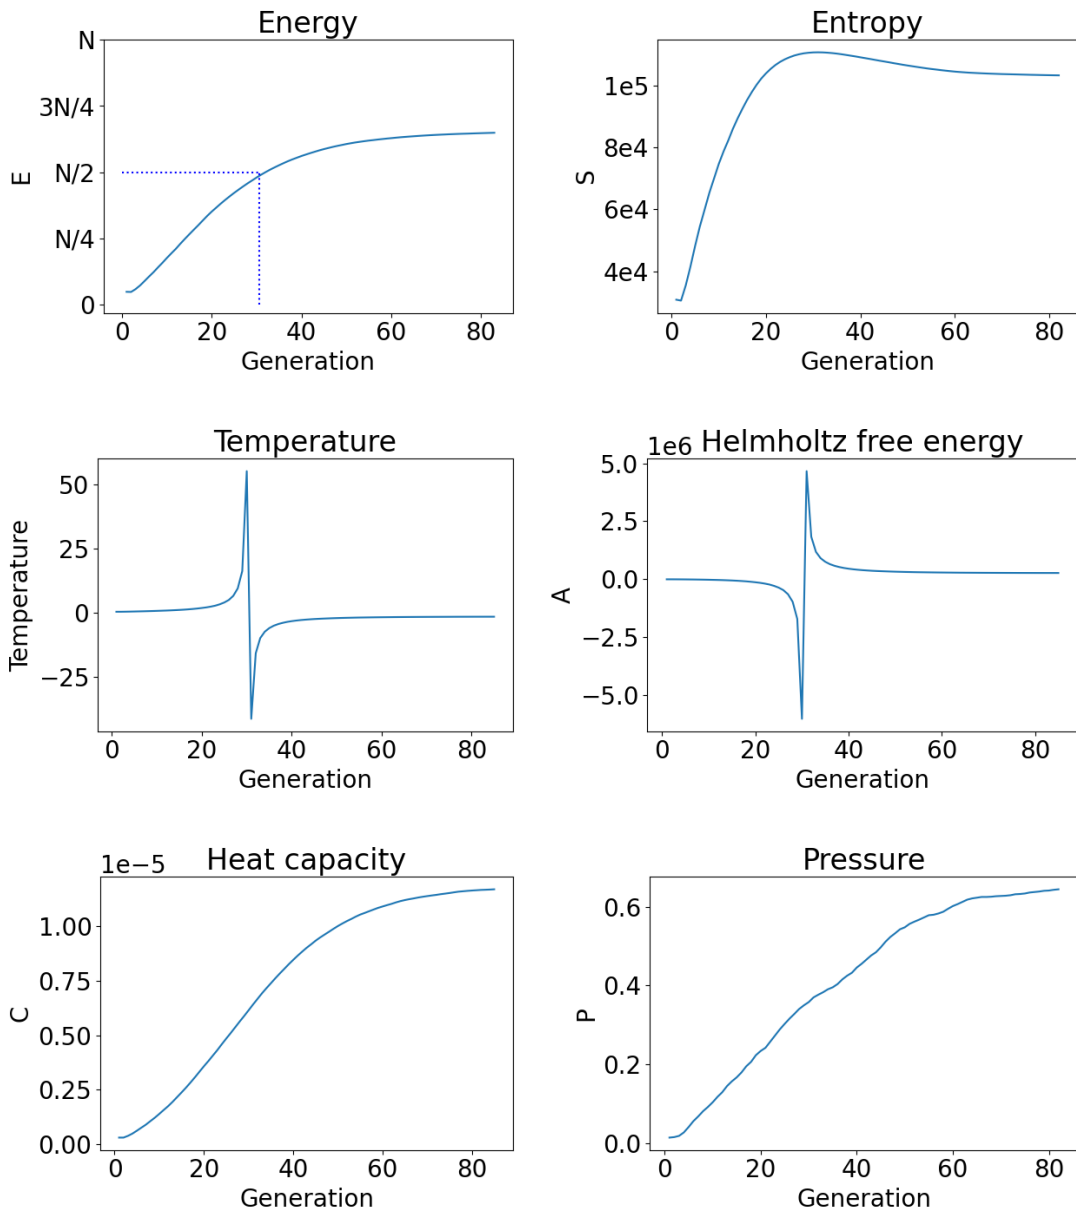 Energy
N
3N/4
N/2
N/4
0
E
0 20 40 60 80
Generation
Entropy
1e5
8e4
6e4
4e4
S
0 20 40 60 80
Generation
Temperature
50
25
0
−25
Temperature
0 20 40 60 80
Generation
Helmholtz free energy
1e6
5.0
2.5
0.0
−2.5
−5.0
A
0 20 40 60 80
Generation
Heat capacity
1e−5
1.00
0.75
0.50
0.25
0.00
C
0 20 40 60 80
Generation
Pressure
0.6
0.4
0.2
0.0
P
0 20 40 60 80
Generation